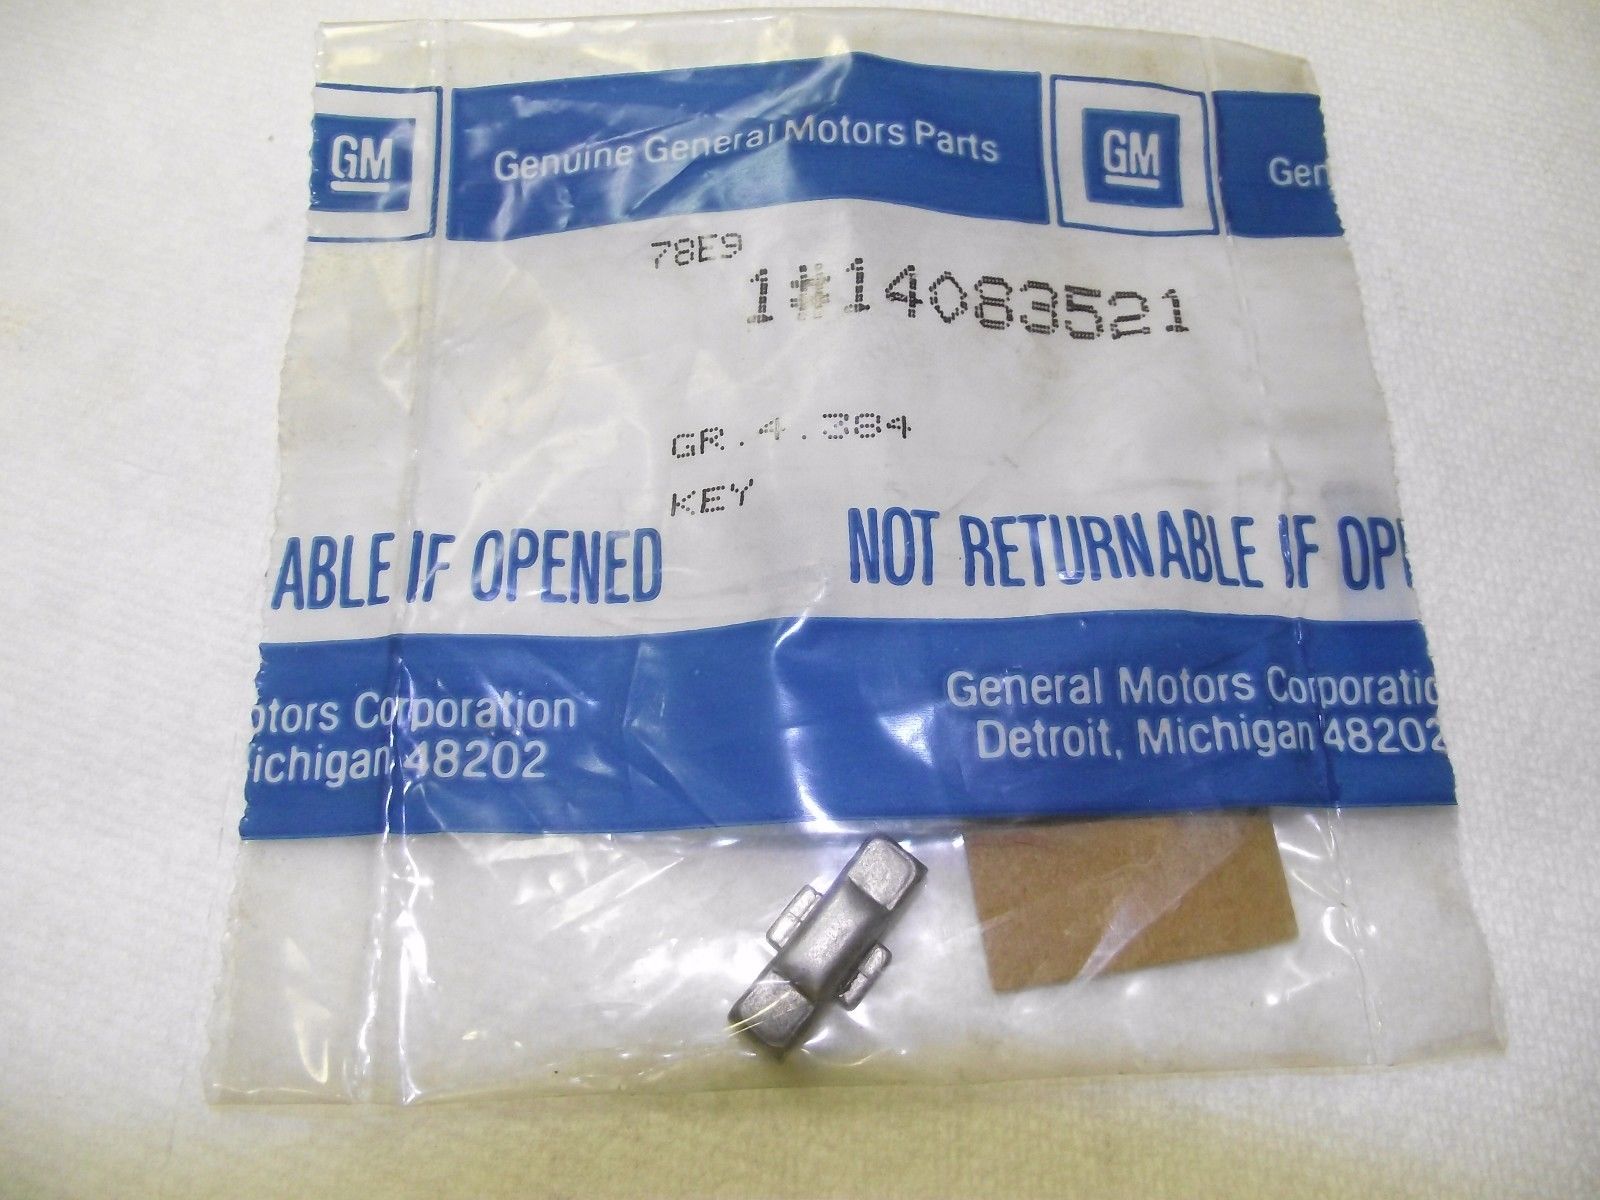 GM Genuine General Motors Parts GM Gen
78E9
1#14083521
GR.4.384
KEY
ABLE IF OPENED NOT RETURNABLE IF OP
otors Corporation General Motors Corporatio
ichigan 48202 Detroit, Michigan 48202